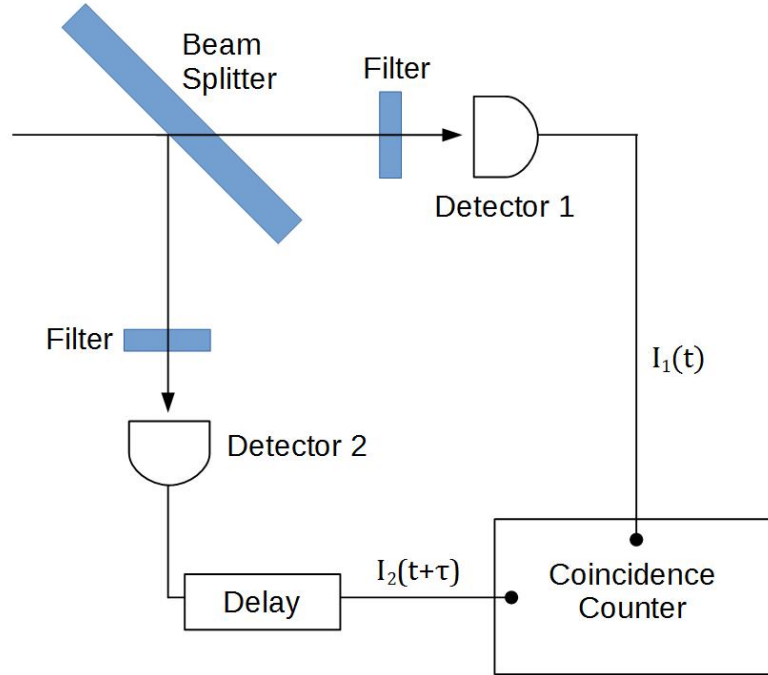 Beam
Splitter
Filter
Detector 1
Filter
I₁(t)
Detector 2
I₂(t+τ)
Delay
Coincidence
Counter